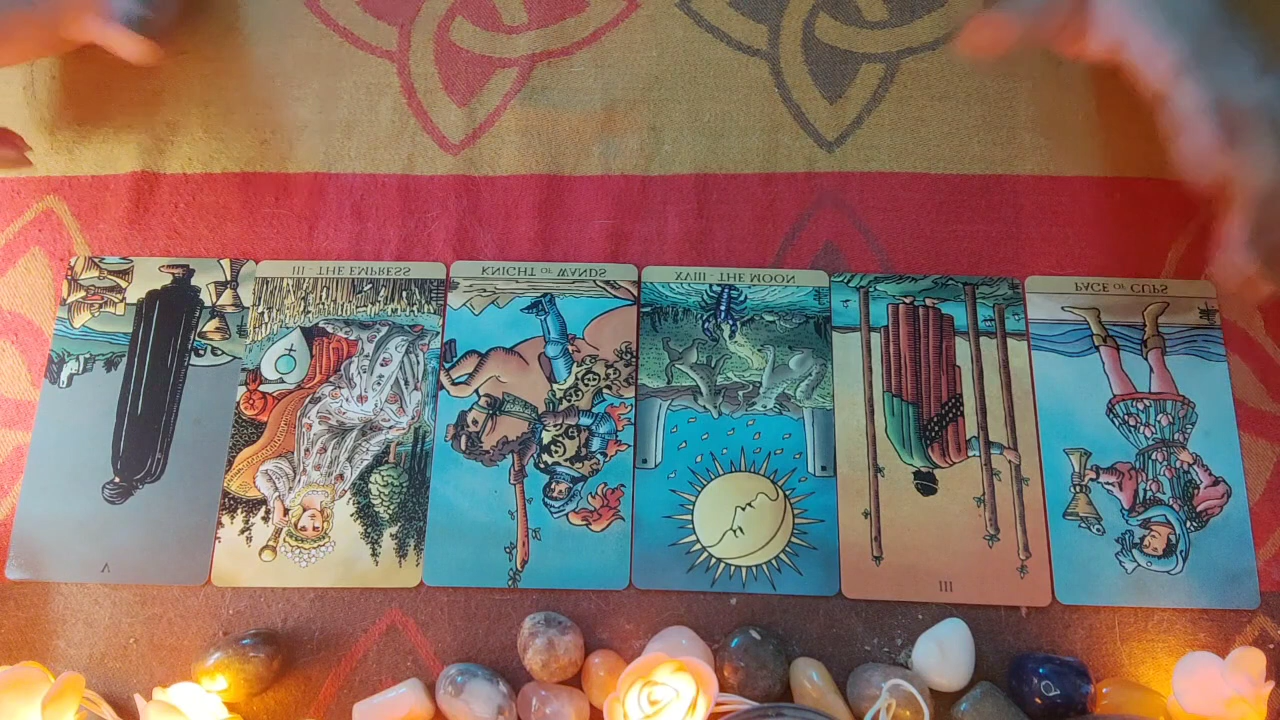 III - THE EMPRESS
KNIGHT OF WANDS
XVIII - THE MOON
PAGE OF CUPS
V
III